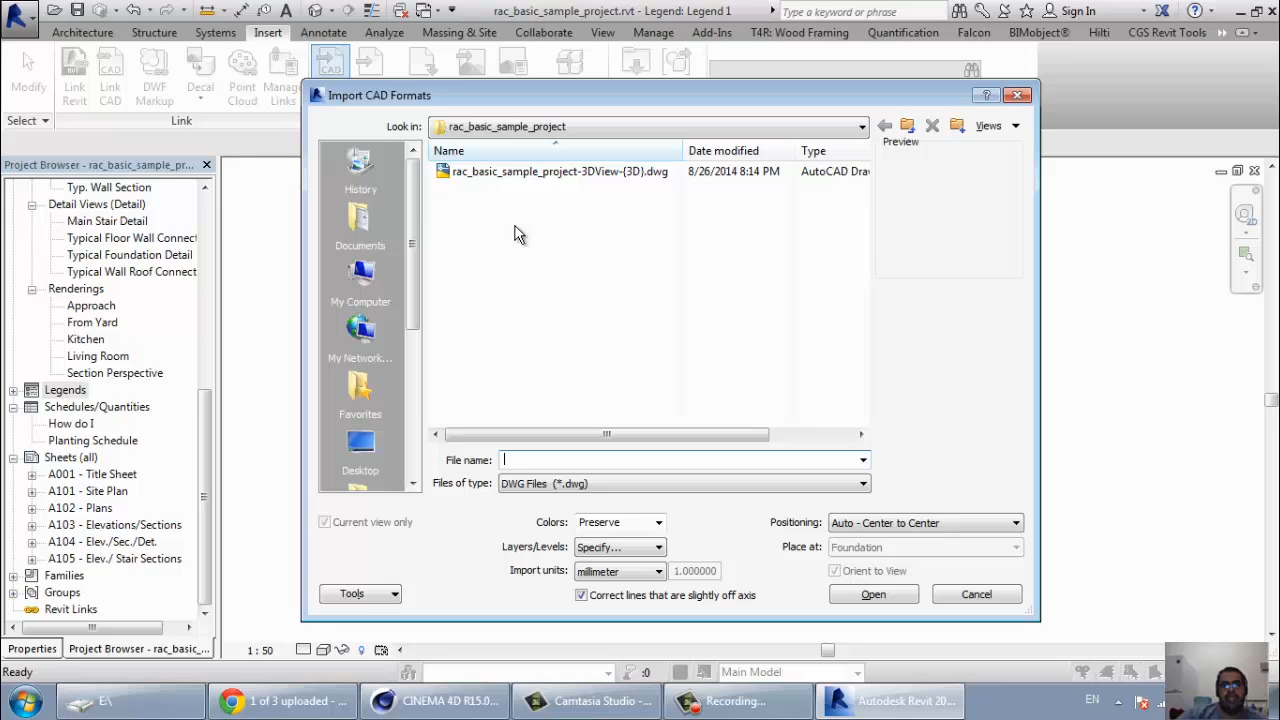 rac_basic_sample_project.rvt - Legend: Legend 1
Type a keyword or phrase
Sign In
Architecture Structure Systems Insert Annotate Analyze Massing & Site Collaborate View Manage Add-Ins T4R: Wood Framing Quantification Falcon BIMobject® Hilti CGS Revit Tools
Modify
Link Revit
Link CAD
DWF Markup
Decal
Point Cloud
Manage Links
CAD
Select
Link
Project Browser - rac_basic_sample_pr...
Typ. Wall Section
Detail Views (Detail)
Main Stair Detail
Typical Floor Wall Connect
Typical Foundation Detail
Typical Wall Roof Connect
Renderings
Approach
From Yard
Kitchen
Living Room
Section Perspective
Legends
Schedules/Quantities
How do I
Planting Schedule
Sheets (all)
A001 - Title Sheet
A101 - Site Plan
A102 - Plans
A103 - Elevations/Sections
A104 - Elev./Sec./Det.
A105 - Elev./ Stair Sections
Families
Groups
Revit Links
Properties
Project Browser - rac_basic_...
Import CAD Formats
Look in: rac_basic_sample_project
Views
Name Date modified Type
Preview
rac_basic_sample_project-3DView-{3D}.dwg 8/26/2014 8:14 PM AutoCAD Dra
History
Documents
My Computer
My Network...
Favorites
Desktop
File name:
Files of type: DWG Files (*.dwg)
Current view only
Colors: Preserve
Positioning: Auto - Center to Center
Layers/Levels: Specify...
Place at: Foundation
Import units: millimeter 1.000000
Orient to View
Correct lines that are slightly off axis
Tools
Open
Cancel
2D
1 : 50
Ready
:0
Main Model
E:\
1 of 3 uploaded - ...
CINEMA 4D R15.0...
Camtasia Studio - ...
Recording...
Autodesk Revit 20...
EN